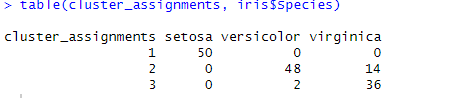 > table(cluster_assignments, iris$Species)
cluster_assignments setosa versicolor virginica
1 50 0 0
2 0 48 14
3 0 2 36